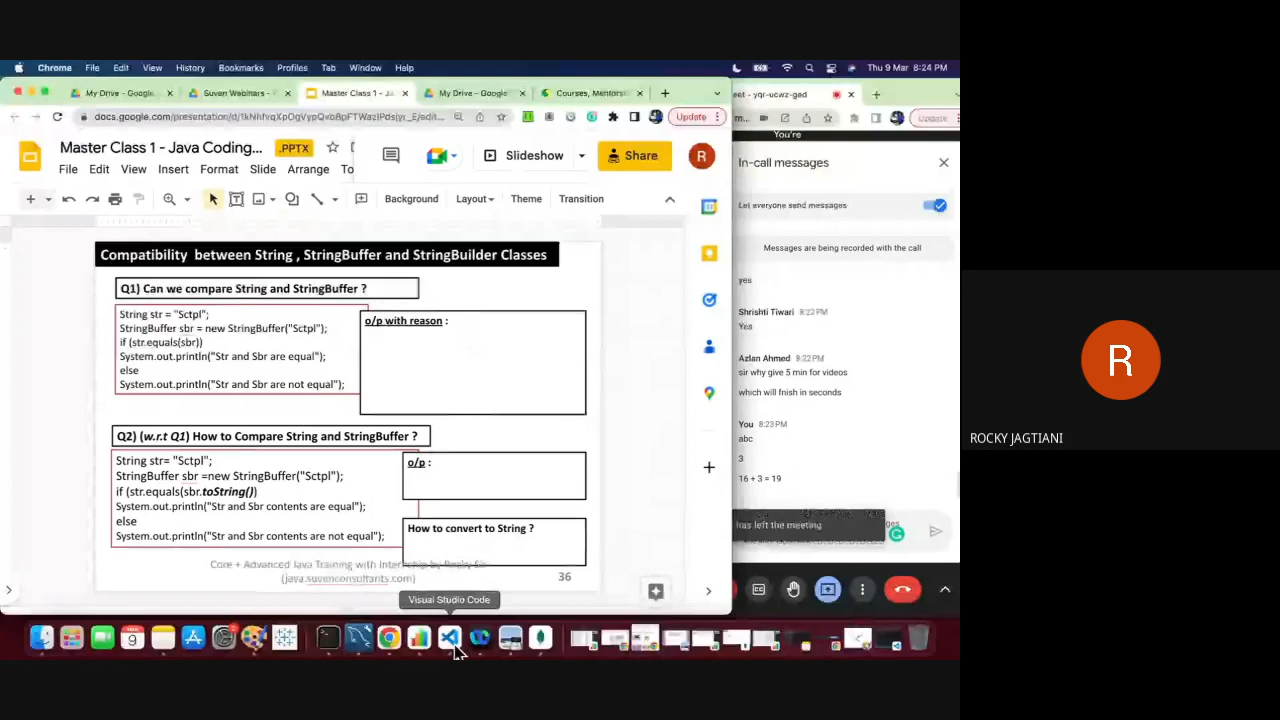 Chrome File Edit View History Bookmarks Profiles Tab Window Help
Thu 9 Mar 8:24 PM
My Drive - Google
Suven Webinars -
Master Class 1 - Ja
My Drive - Google
Courses, Mentors
eet - yqr-ucwz-ged
Update
Update
You're
Master Class 1 - Java Coding...
.PPTX
Slideshow
Share
R
File Edit View Insert Format Slide Arrange To
Background Layout Theme Transition
In-call messages
Let everyone send messages
Messages are being recorded with the call
yes
Shrishti Tiwari 8:22 PM
Yes
Azlan Ahmed 8:22 PM
sir why give 5 min for videos
which will fnish in seconds
You 8:23 PM
abc
3
16 + 3 = 19
has left the meeting
Compatibility between String , StringBuffer and StringBuilder Classes
Q1) Can we compare String and StringBuffer ?
String str = "Sctpl";
StringBuffer sbr = new StringBuffer("Sctpl");
if (str.equals(sbr))
System.out.println("Str and Sbr are equal");
else
System.out.println("Str and Sbr are not equal");
o/p with reason :
Q2) (w.r.t Q1) How to Compare String and StringBuffer ?
String str= "Sctpl";
StringBuffer sbr =new StringBuffer("Sctpl");
if (str.equals(sbr.toString())
System.out.println("Str and Sbr contents are equal");
else
System.out.println("Str and Sbr contents are not equal");
o/p :
How to convert to String ?
Core + Advanced Java Training with Internship by Rocky Sir
(java.suvenconsultants.com)
36
Visual Studio Code
R
ROCKY JAGTIANI